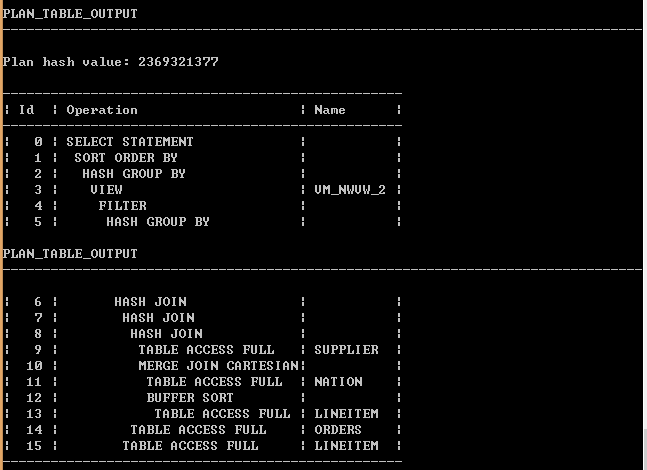 PLAN_TABLE_OUTPUT
--------------------------------------------------------------------------------
Plan hash value: 2369321377
--------------------------------------------------
| Id  | Operation                      | Name      |
--------------------------------------------------
|   0 | SELECT STATEMENT               |           |
|   1 |  SORT ORDER BY                 |           |
|   2 |   HASH GROUP BY                |           |
|   3 |    VIEW                        | VM_NWVW_2 |
|   4 |     FILTER                     |           |
|   5 |      HASH GROUP BY             |           |
PLAN_TABLE_OUTPUT
--------------------------------------------------------------------------------
|   6 |       HASH JOIN                |           |
|   7 |        HASH JOIN               |           |
|   8 |         HASH JOIN              |           |
|   9 |          TABLE ACCESS FULL     | SUPPLIER  |
|  10 |          MERGE JOIN CARTESIAN|           |
|  11 |           TABLE ACCESS FULL    | NATION    |
|  12 |           BUFFER SORT          |           |
|  13 |            TABLE ACCESS FULL | LINEITEM  |
|  14 |         TABLE ACCESS FULL      | ORDERS    |
|  15 |        TABLE ACCESS FULL       | LINEITEM  |
--------------------------------------------------